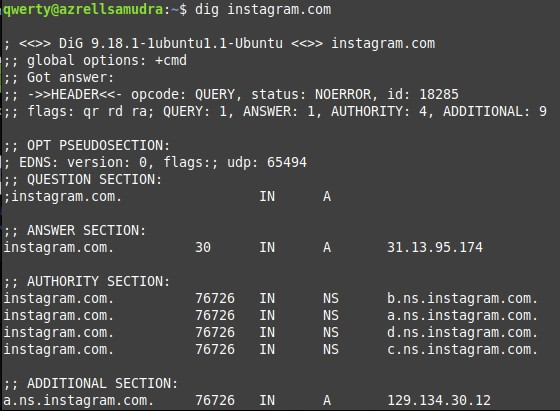 qwerty@azrellsamudra:~$ dig instagram.com
; <<>> DiG 9.18.1-1ubuntu1.1-Ubuntu <<>> instagram.com
;; global options: +cmd
;; Got answer:
;; ->>HEADER<<- opcode: QUERY, status: NOERROR, id: 18285
;; flags: qr rd ra; QUERY: 1, ANSWER: 1, AUTHORITY: 4, ADDITIONAL: 9
;; OPT PSEUDOSECTION:
; EDNS: version: 0, flags:; udp: 65494
;; QUESTION SECTION:
;instagram.com. IN A
;; ANSWER SECTION:
instagram.com. 30 IN A 31.13.95.174
;; AUTHORITY SECTION:
instagram.com. 76726 IN NS b.ns.instagram.com.
instagram.com. 76726 IN NS a.ns.instagram.com.
instagram.com. 76726 IN NS d.ns.instagram.com.
instagram.com. 76726 IN NS c.ns.instagram.com.
;; ADDITIONAL SECTION:
a.ns.instagram.com. 76726 IN A 129.134.30.12